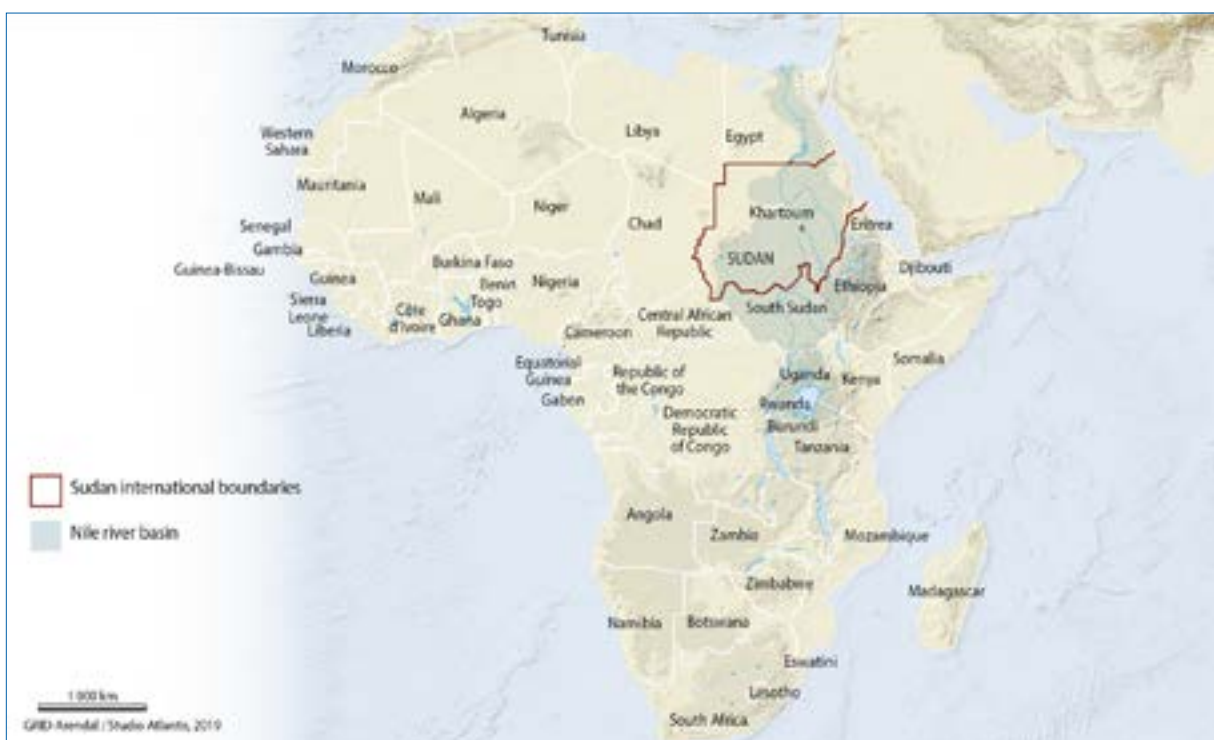 Tunisia
Morocco
Algeria
Libya
Egypt
Western
Sahara
Mauritania
Mali
Niger
Chad
Khartoum
SUDAN
Eritrea
Senegal
Gambia
Guinea-Bissau
Guinea
Burkina Faso
Benin
Togo
Nigeria
Djibouti
Ethiopia
Sierra
Leone
Liberia
Côte
d'Ivoire
Ghana
Cameroon
Central African
Republic
South Sudan
Somalia
Equatorial
Guinea
Gabon
Republic of
the Congo
Uganda
Kenya
Rwanda
Burundi
Democratic
Republic
of Congo
Tanzania
Sudan international boundaries
Nile river basin
Angola
Zambia
Mozambique
Zimbabwe
Madagascar
Namibia
Botswana
Eswatini
Lesotho
South Africa
1 000 km
GRID-Arendal / Studio Atlantis, 2019